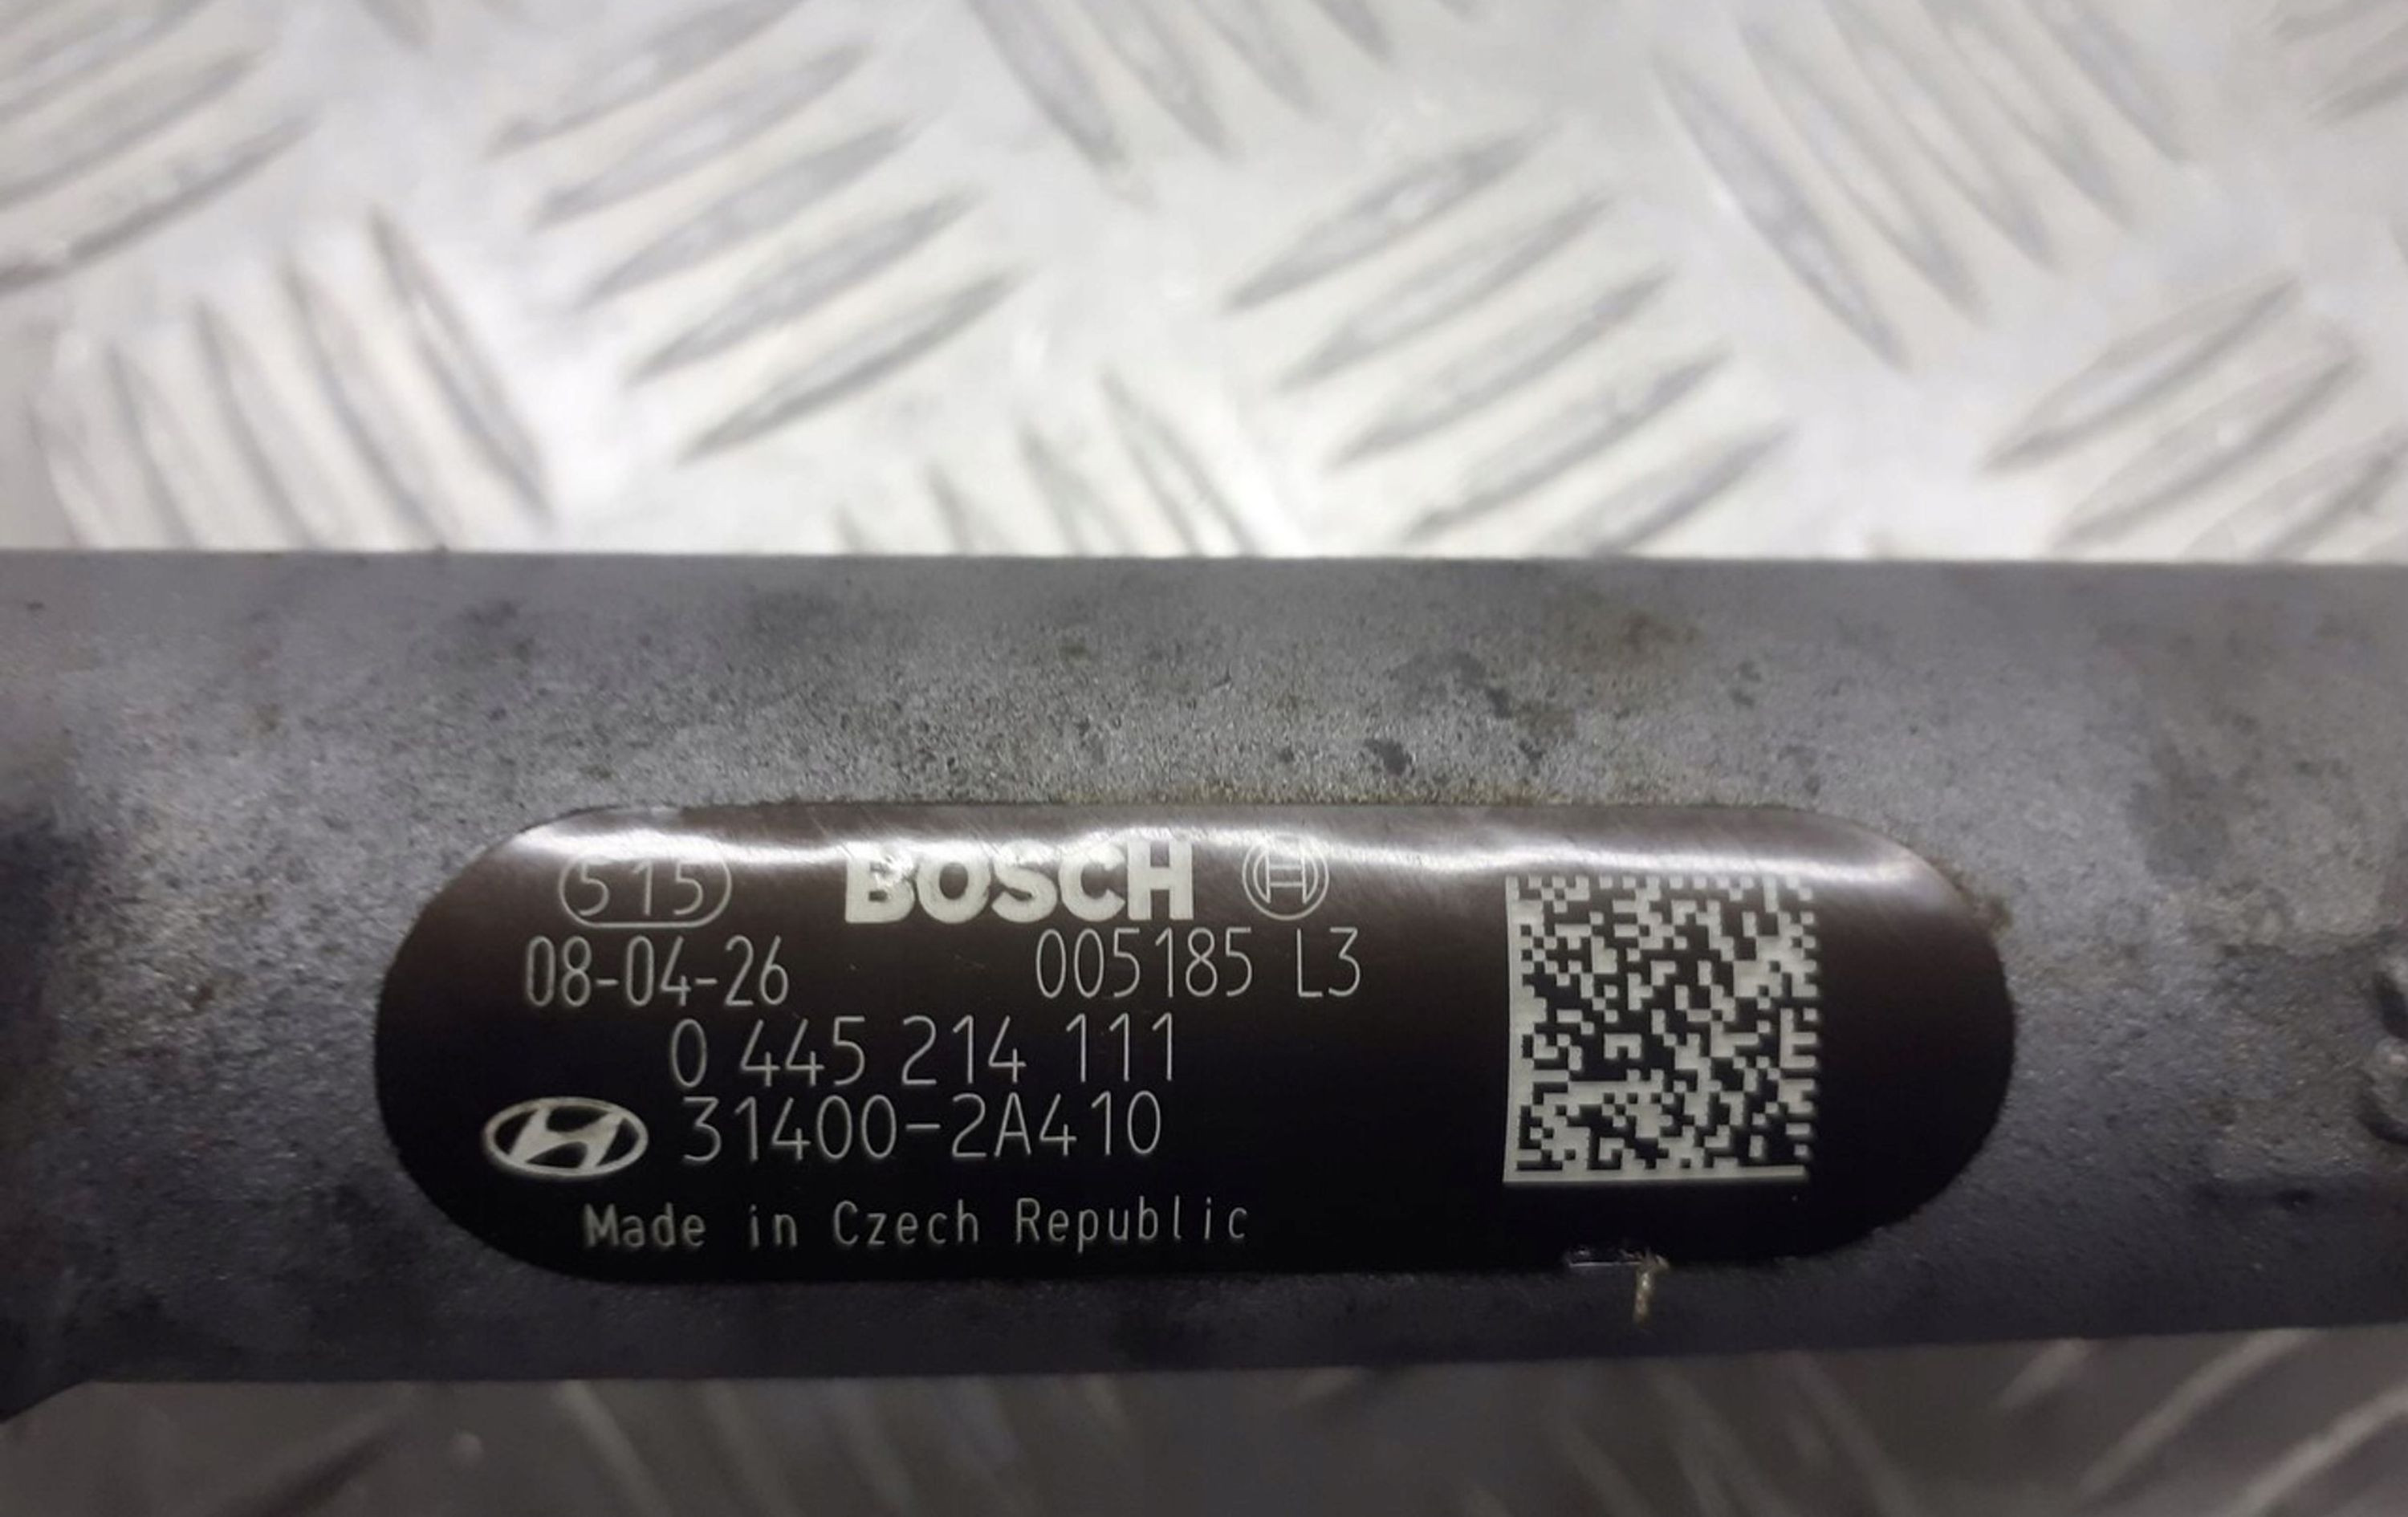 515 BOSCH
08-04-26 005185 L3
0 445 214 111
31400-2A410
Made in Czech Republic